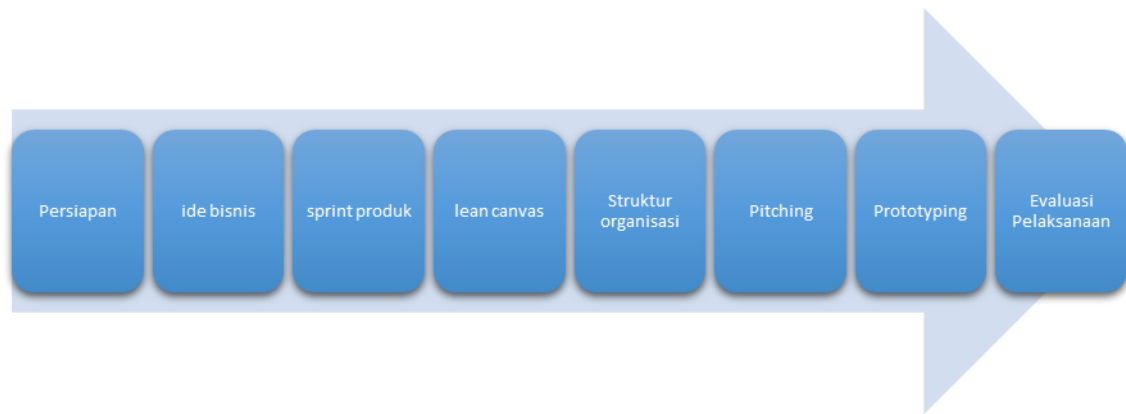 Persiapan
ide bisnis
sprint produk
lean canvas
Struktur
organisasi
Pitching
Prototyping
Evaluasi
Pelaksanaan